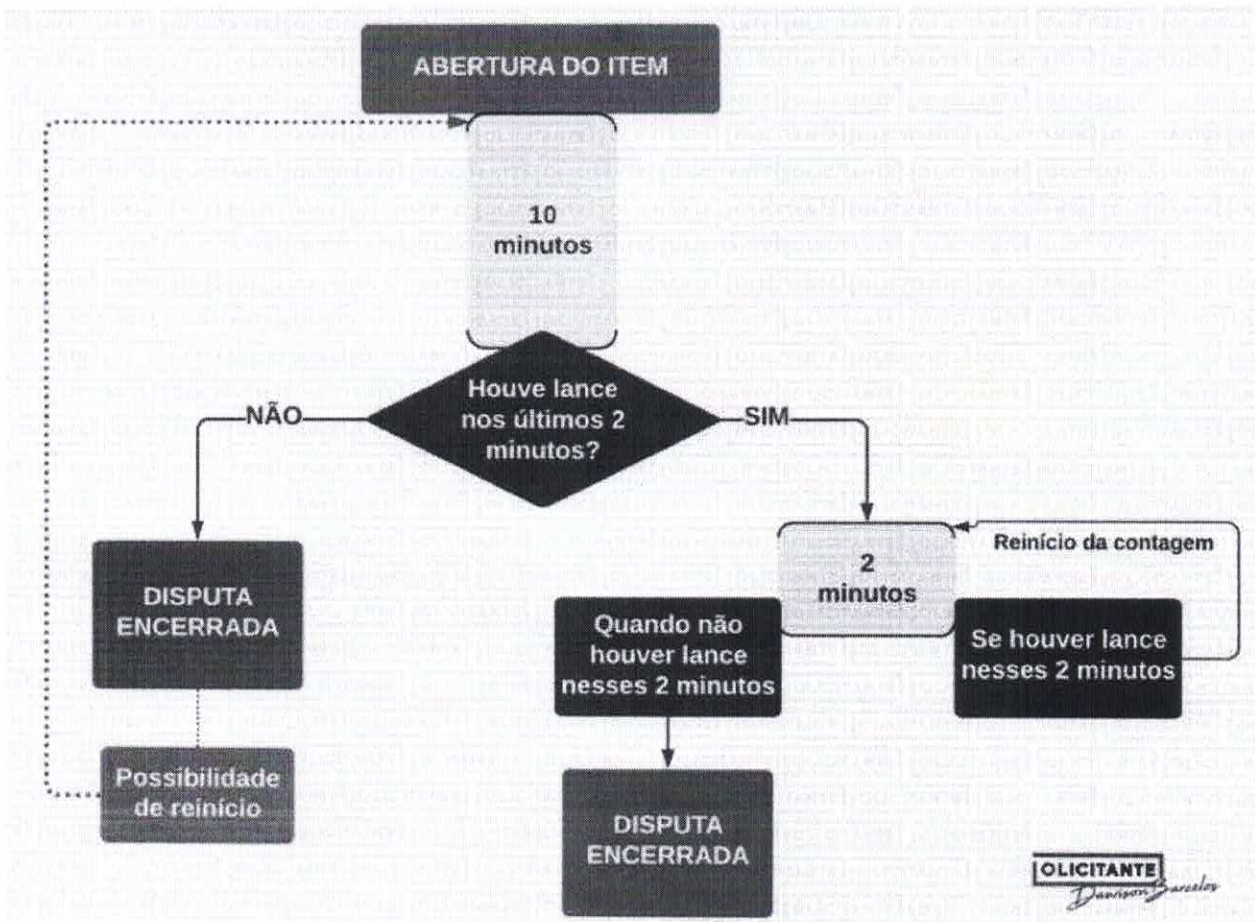 ABERTURA DO ITEM
10
minutos
Houve lance
nos últimos 2
minutos?
NÃO
SIM
DISPUTA
ENCERRADA
Possibilidade
de reinício
2
minutos
Reinício da contagem
Quando não
houver lance
nesses 2 minutos
Se houver lance
nesses 2 minutos
DISPUTA
ENCERRADA
OLICITANTE
Davison Barcelos